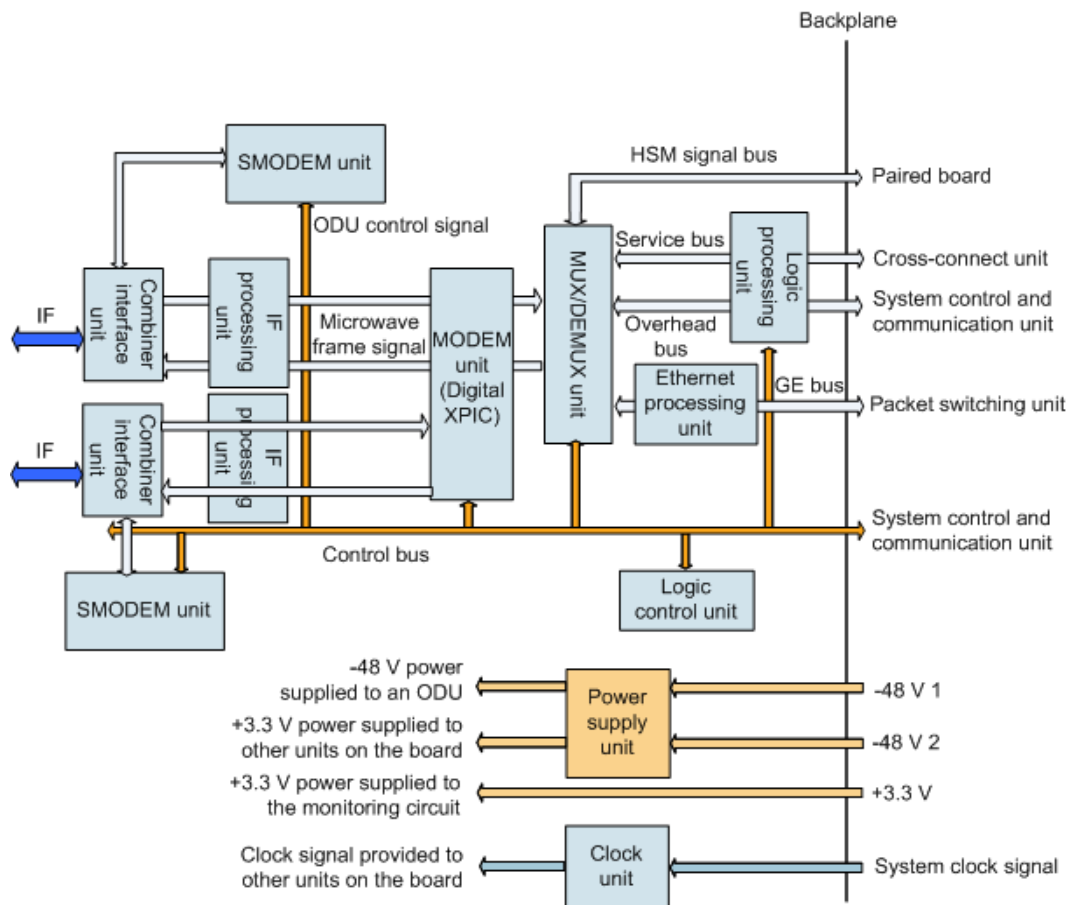 Backplane
HSM signal bus
SMODEM unit
Paired board
ODU control signal
Service bus
Logic
processing
unit
Cross-connect unit
MUX/DEMUX unit
Combiner
interface
unit
IF
processing
unit
IF
System control and
communication unit
Microwave
frame signal
Overhead
bus
MODEM
unit
(Digital
XPIC)
Ethernet
processing
unit
GE bus
Packet switching unit
Combiner
interface
unit
IF
processing
unit
IF
System control and
communication unit
Control bus
SMODEM unit
Logic
control unit
-48 V power
supplied to an ODU
Power
supply
unit
-48 V 1
+3.3 V power supplied to
other units on the board
-48 V 2
+3.3 V power supplied to
the monitoring circuit
+3.3 V
Clock signal provided to
other units on the board
Clock
unit
System clock signal